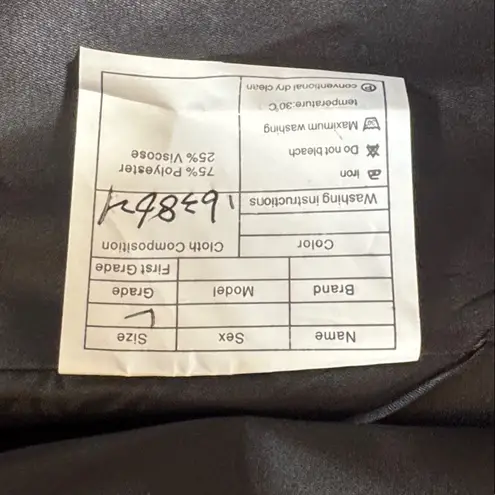 Name Sex Size
L
Brand Model Grade
First Grade
Color Cloth Composition
Washing instructions
iron 75% Polyester
Do not bleach 25% Viscose
Maximum washing
temperature:30℃
Ⓟ conventional dry clean